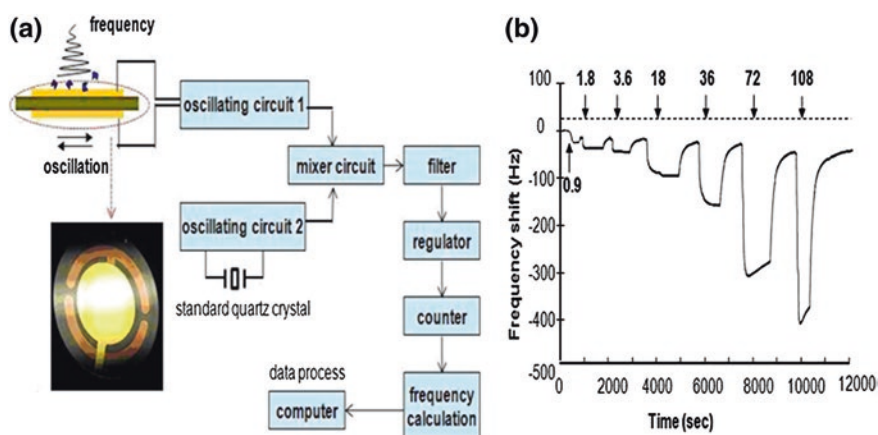 (a)
frequency
oscillating circuit 1
oscillation
mixer circuit
filter
oscillating circuit 2
regulator
standard quartz crystal
counter
data process
computer
frequency
calculation
(b)
1.8 3.6 18 36 72 108
100
0
0.9
-100
-200
-300
-400
-500
Frequency shift (Hz)
0 2000 4000 6000 8000 10000 12000
Time (sec)